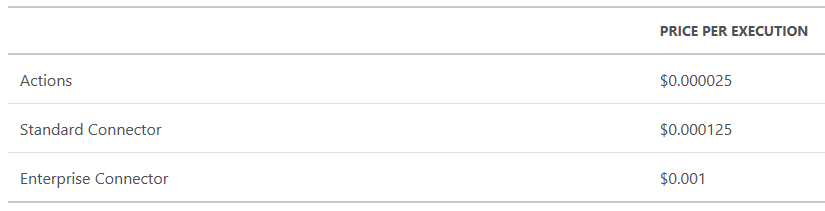 PRICE PER EXECUTION
Actions $0.000025
Standard Connector $0.000125
Enterprise Connector $0.001